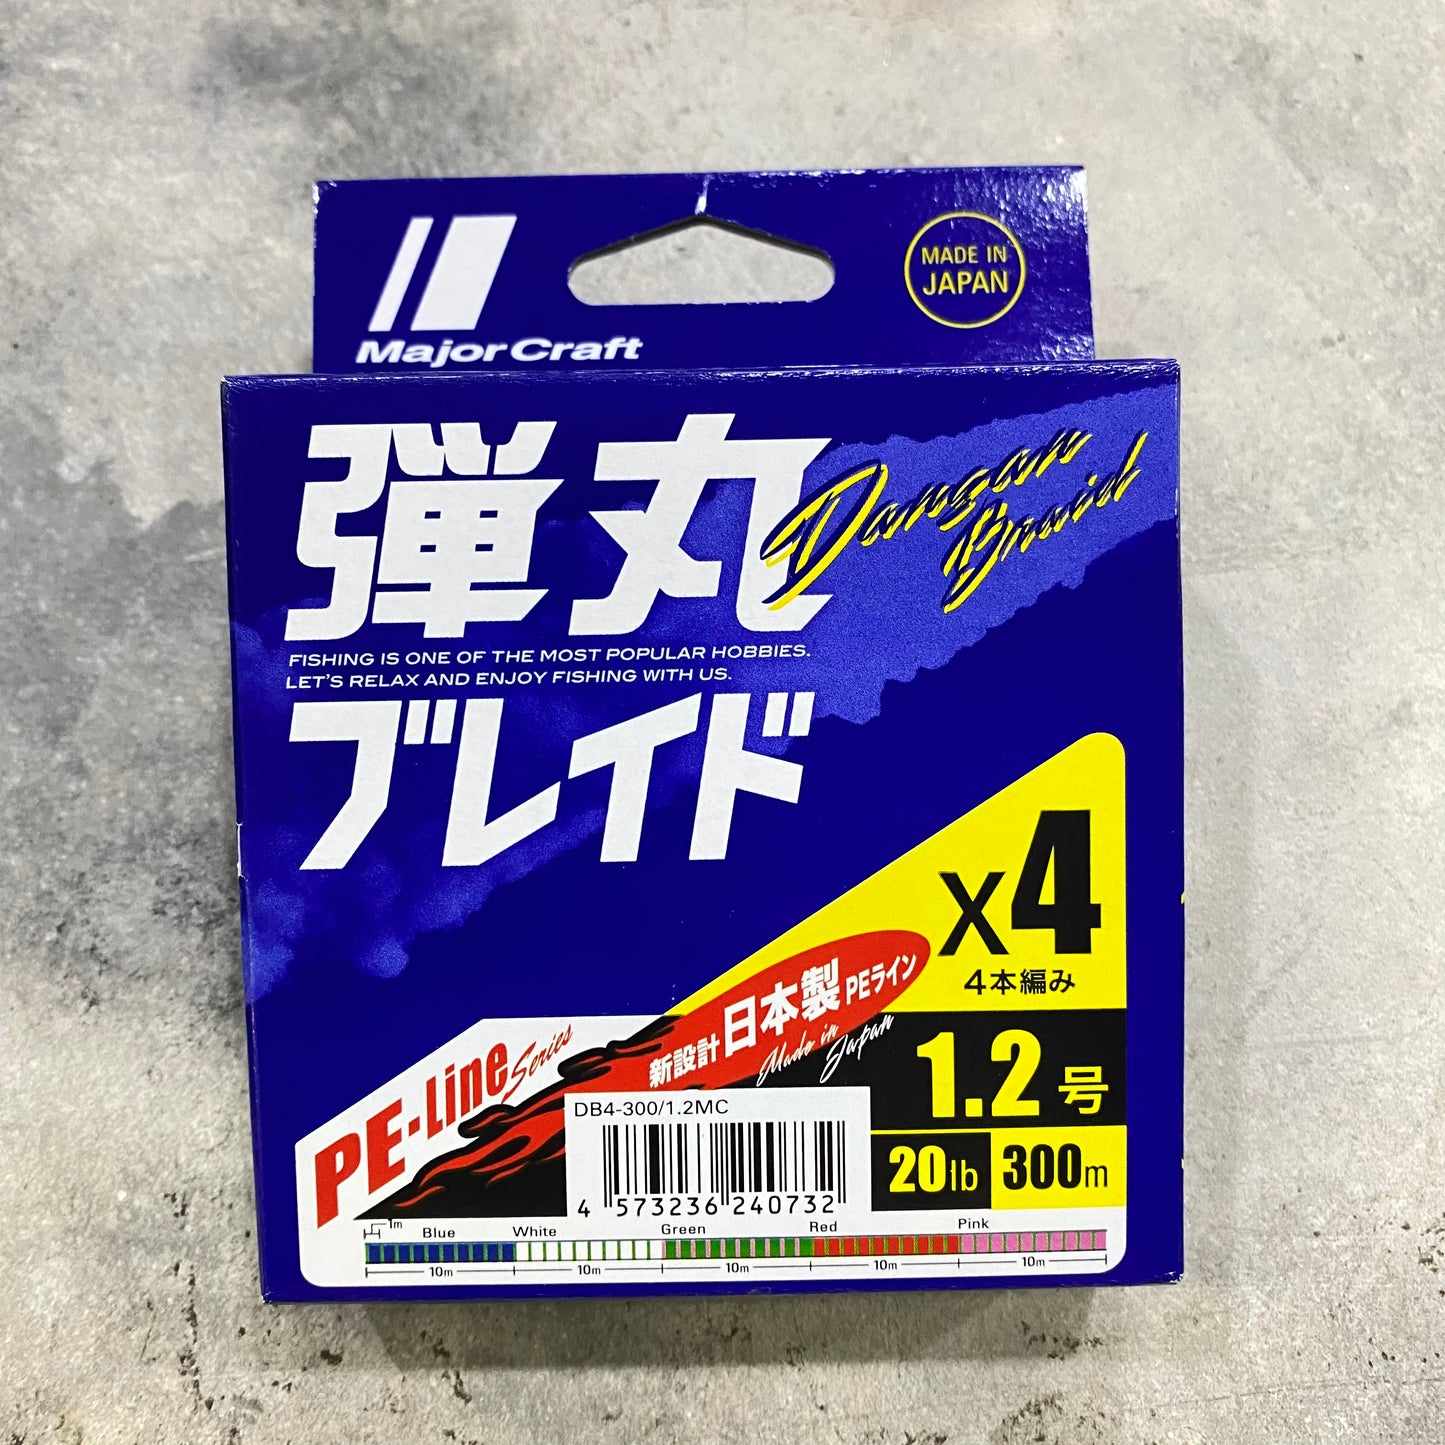 MADE IN
JAPAN
MajorCraft
弾丸
Dangan
Braid
FISHING IS ONE OF THE MOST POPULAR HOBBIES.
LET'S RELAX AND ENJOY FISHING WITH US.
ブレイド
X4
4本編み
新設計 日本製 PEライン
Made in Japan
PE-Line Series
1.2号
20lb
300m
DB4-300/1.2MC
4 573236 240732
1m
Blue White Green Red Pink
10m 10m 10m 10m 10m